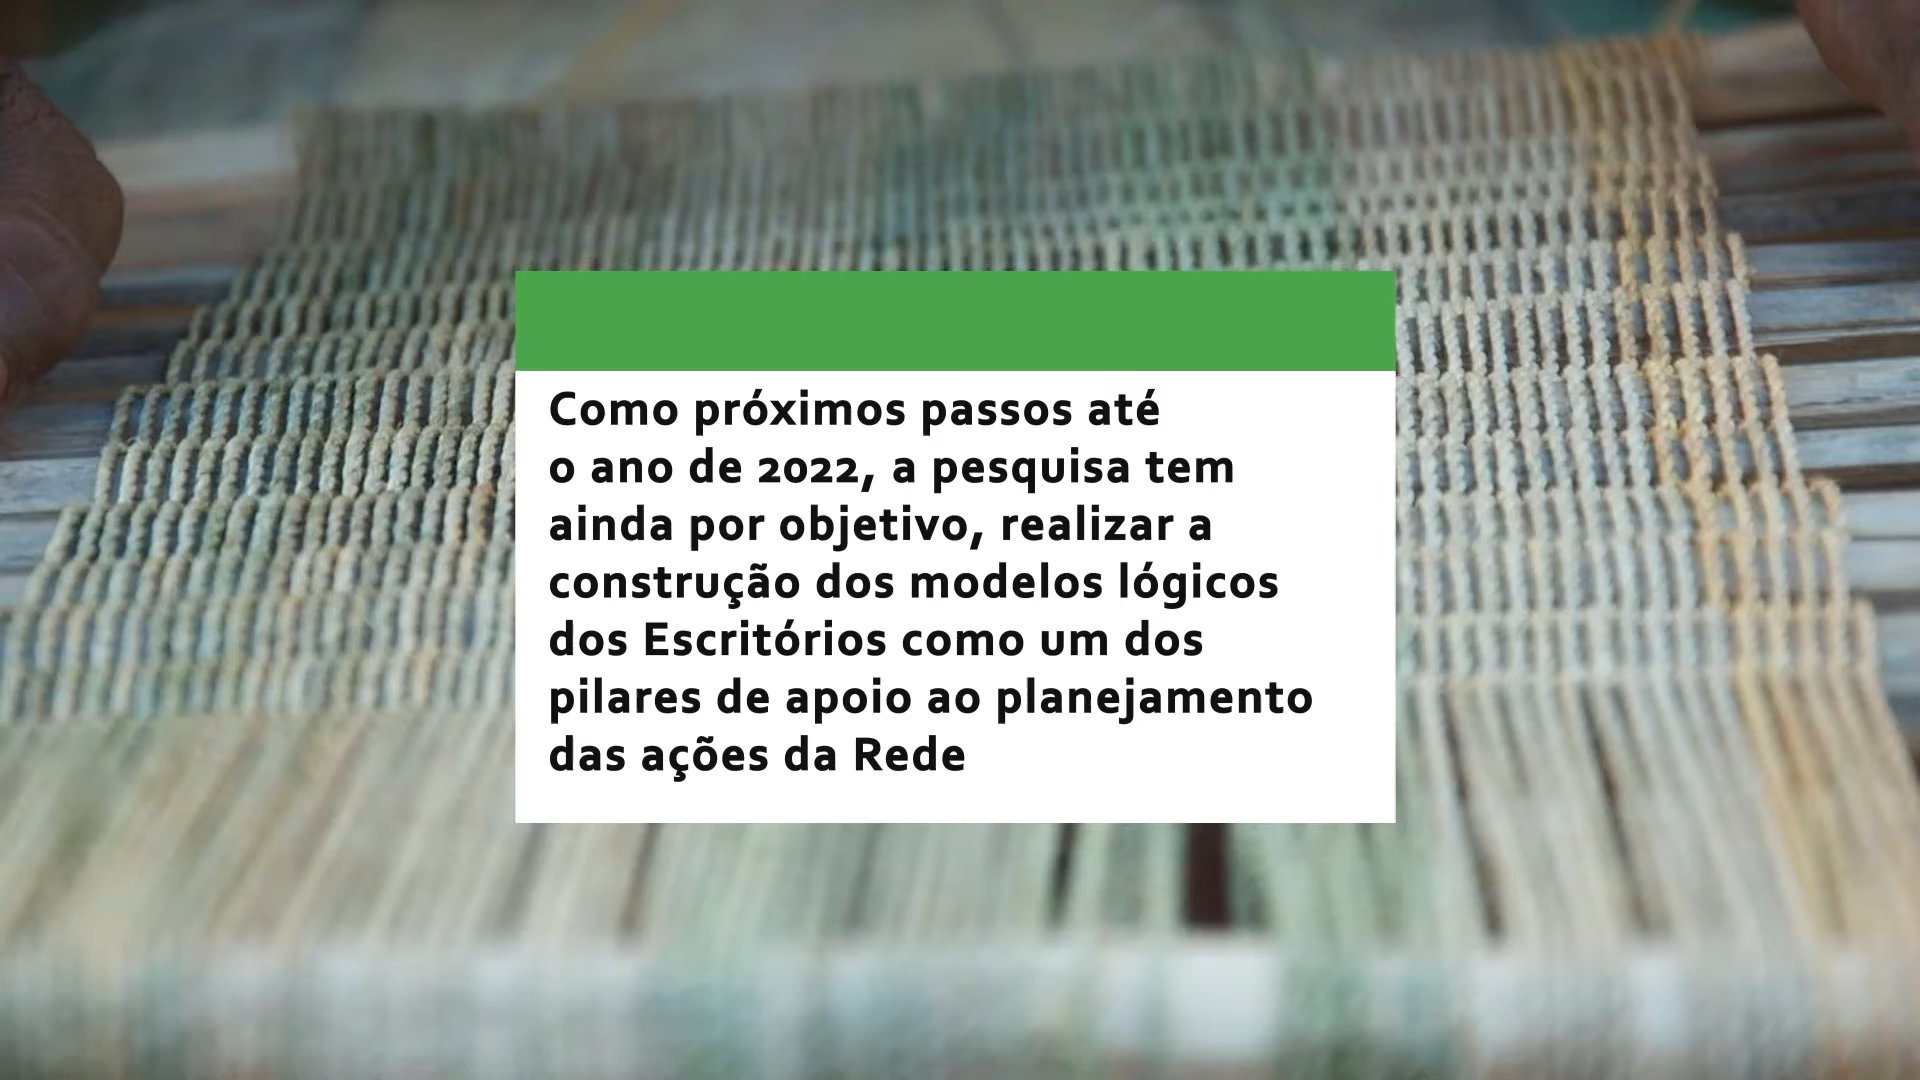 Como próximos passos até
o ano de 2022, a pesquisa tem
ainda por objetivo, realizar a
construção dos modelos lógicos
dos Escritórios como um dos
pilares de apoio ao planejamento
das ações da Rede